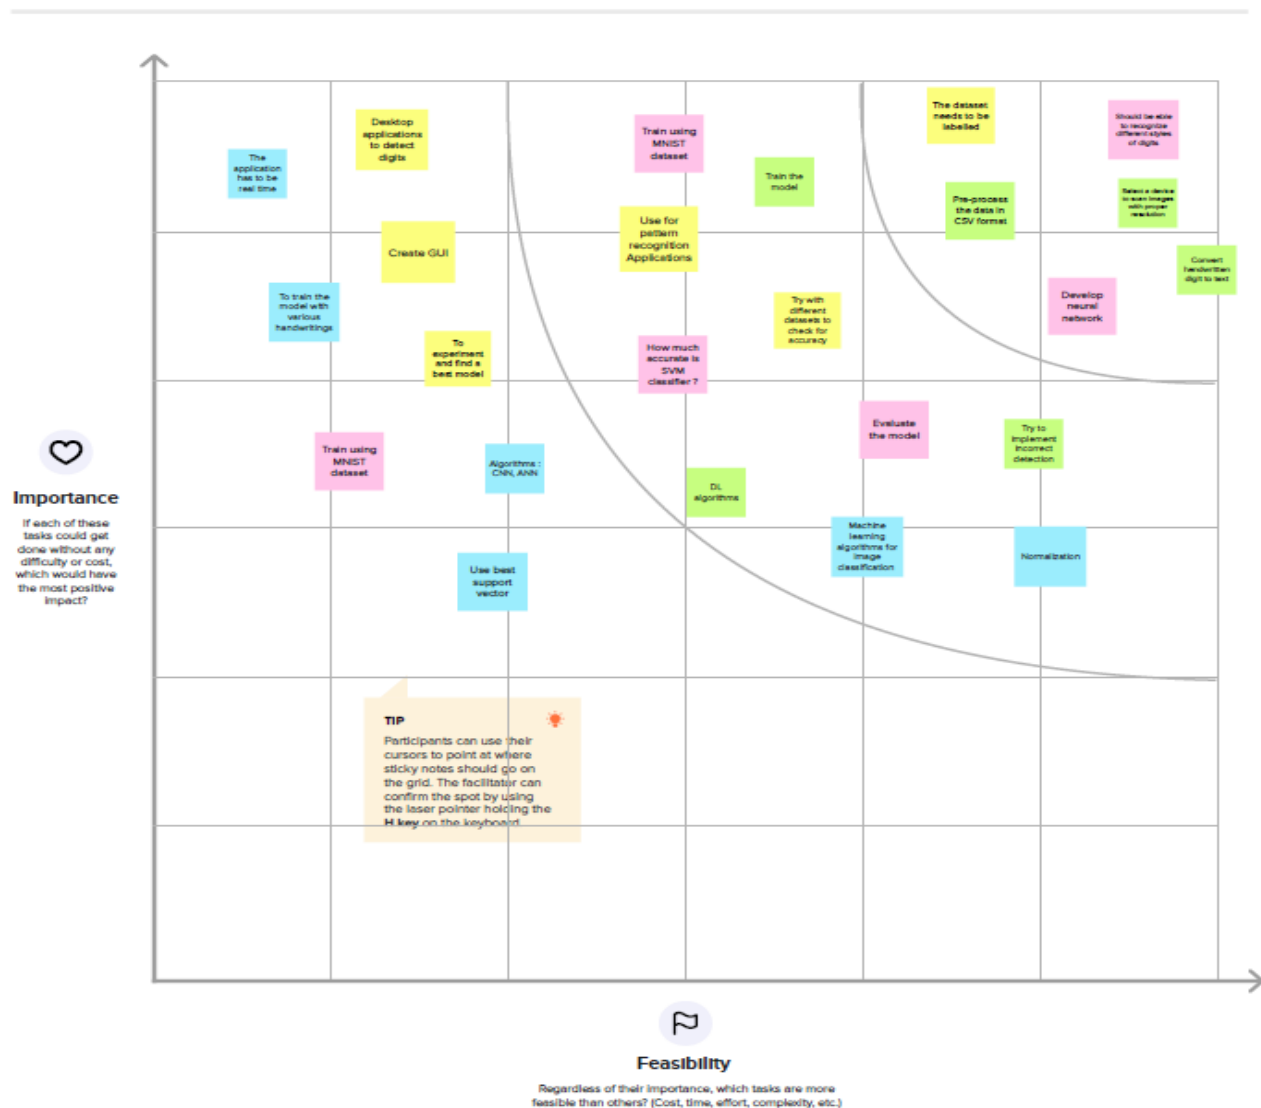 The
application
has to be
real time
Desktop
applications
to detect
digits
Train using
MNIST
dataset
Train the
model
The dataset
needs to be
labelled
Should be able
to recognize
different styles
of digits
Create GUI
Use for
pattern
recognition
Applications
Pre-process
the data in
CSV format
Select a device
to scan images
with proper
resolution
To train the
model with
various
handwritings
To
experiment
and find a
best model
How much
accurate is
SVM
classifier ?
Try with
different
datasets to
check for
accuracy
Develop
neural
network
Convert
handwritten
digit to text
Train using
MNIST
dataset
Algorithms :
CNN, ANN
DL
algorithms
Evaluate
the model
Try to
implement
incorrect
detection
Use best
support
vector
Machine
learning
algorithms for
image
classification
Normalization
Importance
If each of these
tasks could get
done without any
difficulty or cost,
which would have
the most positive
impact?
TIP
Participants can use their
cursors to point at where
sticky notes should go on
the grid. The facilitator can
confirm the spot by using
the laser pointer holding the
H key on the keyboard.
Feasibility
Regardless of their importance, which tasks are more
feasible than others? (Cost, time, effort, complexity, etc.)